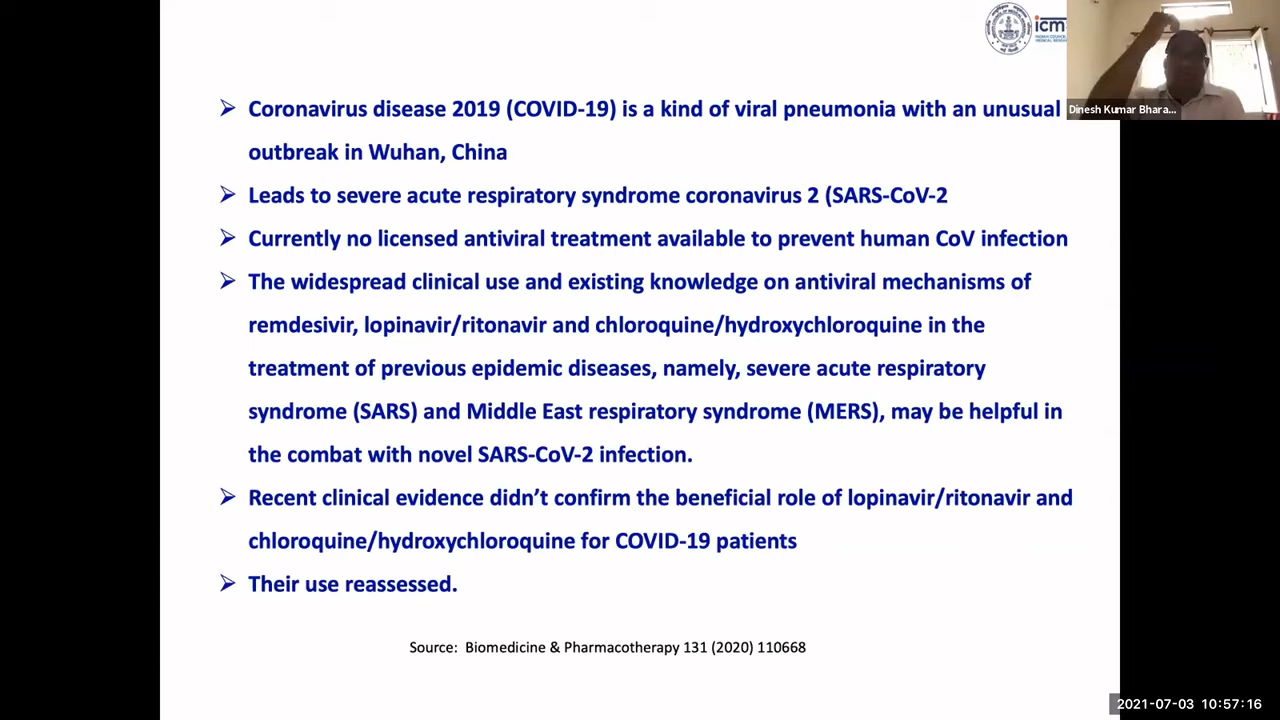 icm
Coronavirus disease 2019 (COVID-19) is a kind of viral pneumonia with an unusual
outbreak in Wuhan, China
Leads to severe acute respiratory syndrome coronavirus 2 (SARS-CoV-2
Currently no licensed antiviral treatment available to prevent human CoV infection
The widespread clinical use and existing knowledge on antiviral mechanisms of
remdesivir, lopinavir/ritonavir and chloroquine/hydroxychloroquine in the
treatment of previous epidemic diseases, namely, severe acute respiratory
syndrome (SARS) and Middle East respiratory syndrome (MERS), may be helpful in
the combat with novel SARS-CoV-2 infection.
Recent clinical evidence didn’t confirm the beneficial role of lopinavir/ritonavir and
chloroquine/hydroxychloroquine for COVID-19 patients
Their use reassessed.
Source: Biomedicine & Pharmacotherapy 131 (2020) 110668
Dinesh Kumar Bhara...
2021-07-03 10:57:16